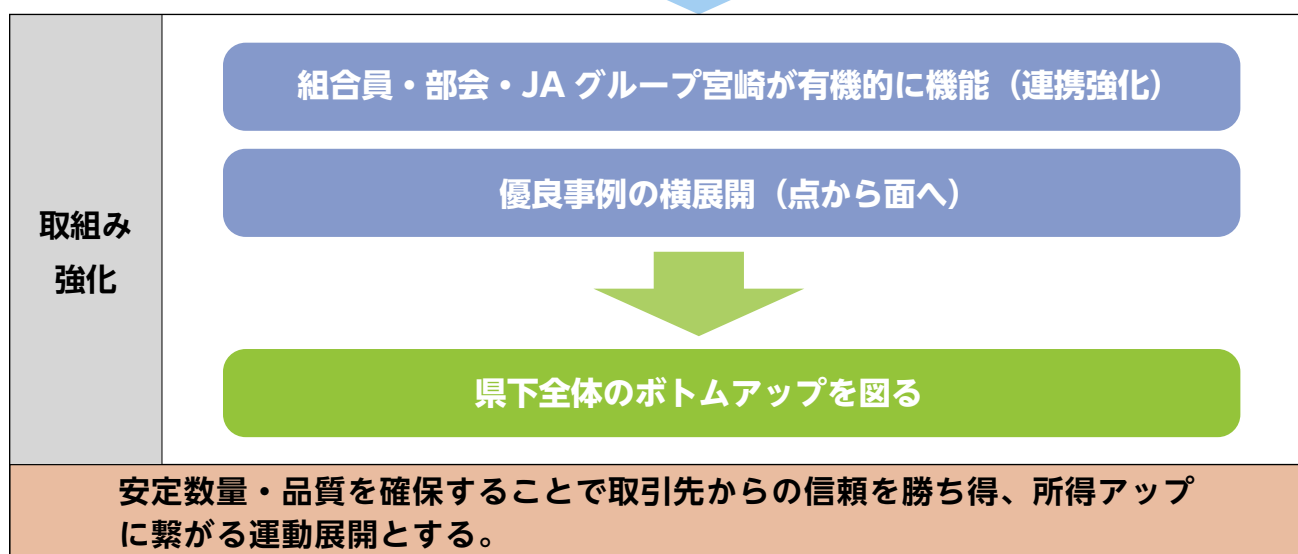 組合員・部会・JA グループ宮崎が有機的に機能（連携強化）
優良事例の横展開（点から面へ）
取組み
強化
県下全体のボトムアップを図る
安定数量・品質を確保することで取引先からの信頼を勝ち得、所得アップ
に繋がる運動展開とする。